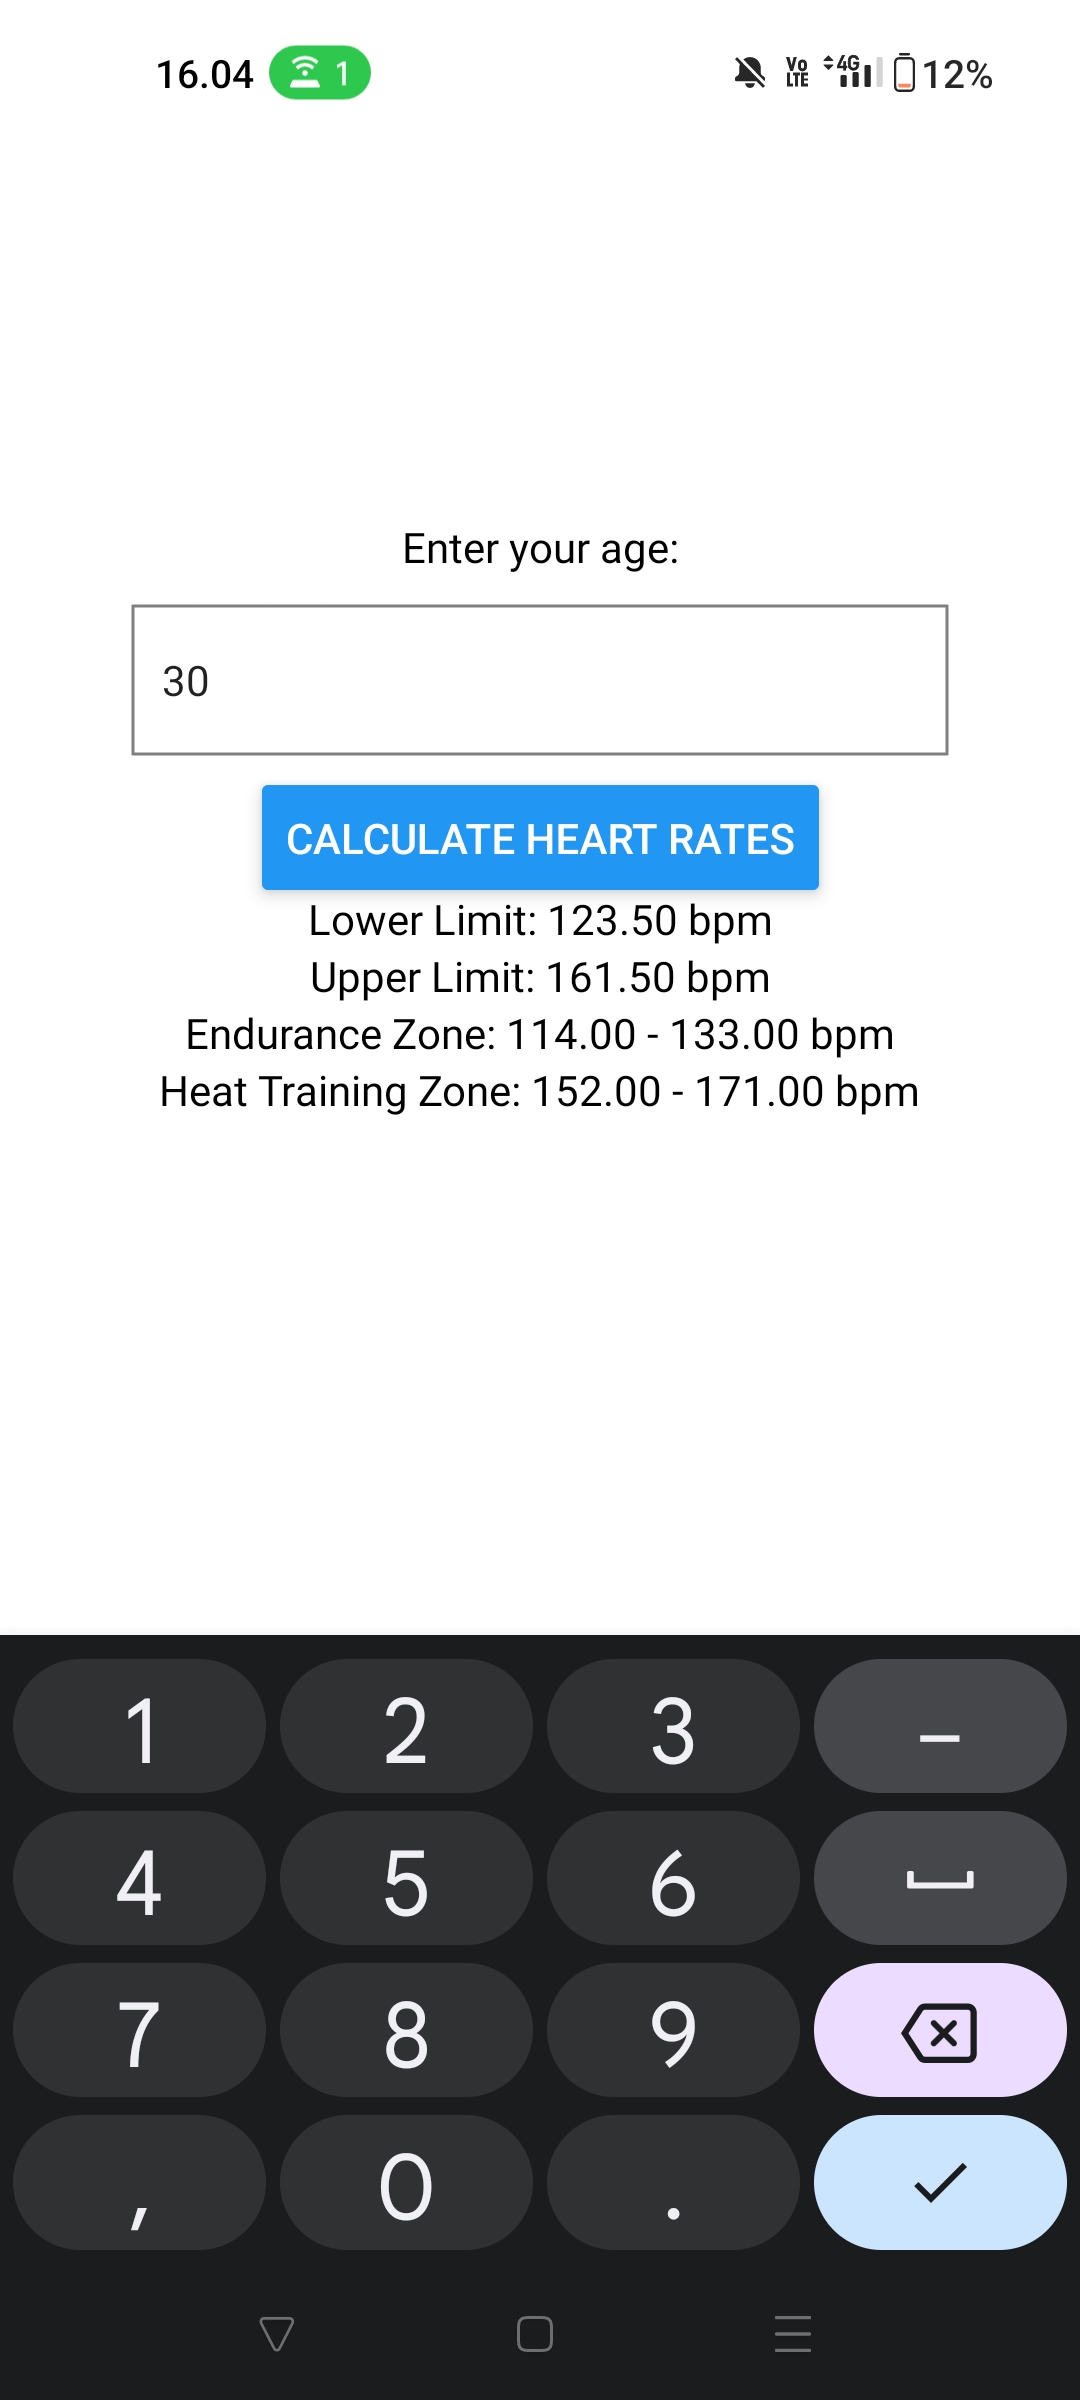 16.04 1 Vo LTE 4G 12%
Enter your age:
30
CALCULATE HEART RATES
Lower Limit: 123.50 bpm
Upper Limit: 161.50 bpm
Endurance Zone: 114.00 - 133.00 bpm
Heat Training Zone: 152.00 - 171.00 bpm
1 2 3 –
4 5 6
7 8 9
, 0 .